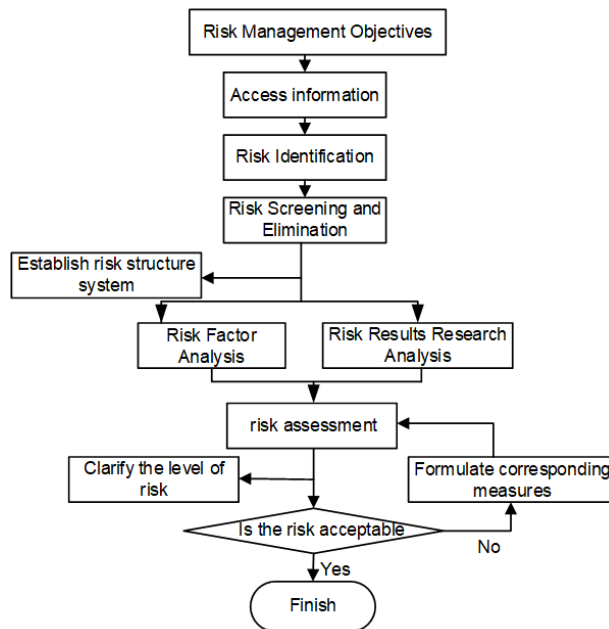 Risk Management Objectives
Access information
Risk Identification
Risk Screening and
Elimination
Establish risk structure
system
Risk Factor
Analysis
Risk Results Research
Analysis
risk assessment
Clarify the level of
risk
Formulate corresponding
measures
Is the risk acceptable
No
Yes
Finish